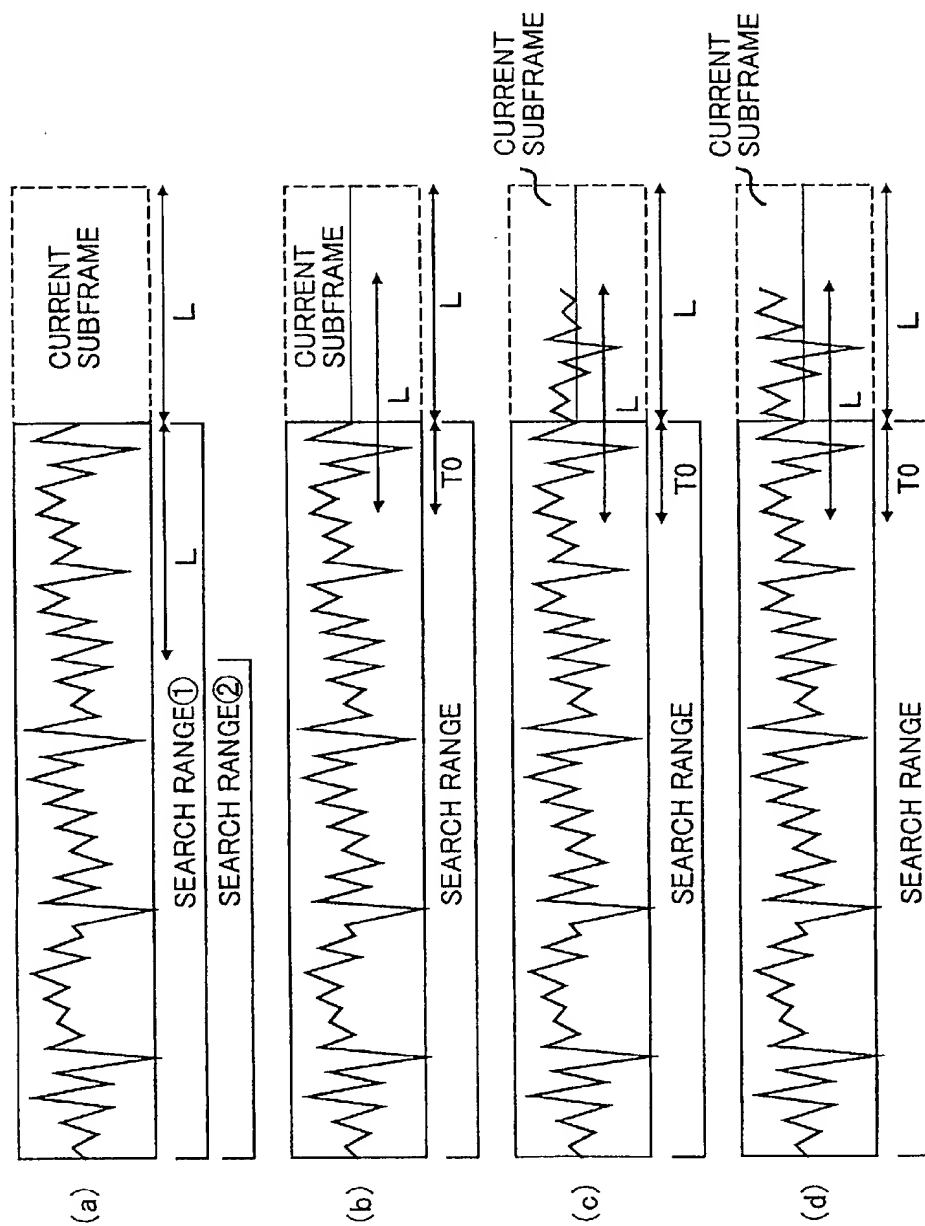 (a)
CURRENT
SUBFRAME
L
L
SEARCH RANGE①
SEARCH RANGE②
(b)
CURRENT
SUBFRAME
L
L
T0
SEARCH RANGE
(c)
CURRENT
SUBFRAME
L
L
T0
SEARCH RANGE
(d)
CURRENT
SUBFRAME
L
L
T0
SEARCH RANGE